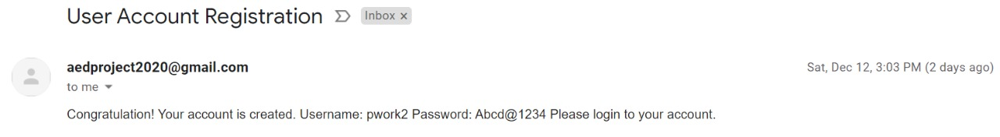 User Account Registration Inbox ×
aedproject2020@gmail.com Sat, Dec 12, 3:03 PM (2 days ago)
to me
Congratulation! Your account is created. Username: pwork2 Password: Abcd@1234 Please login to your account.